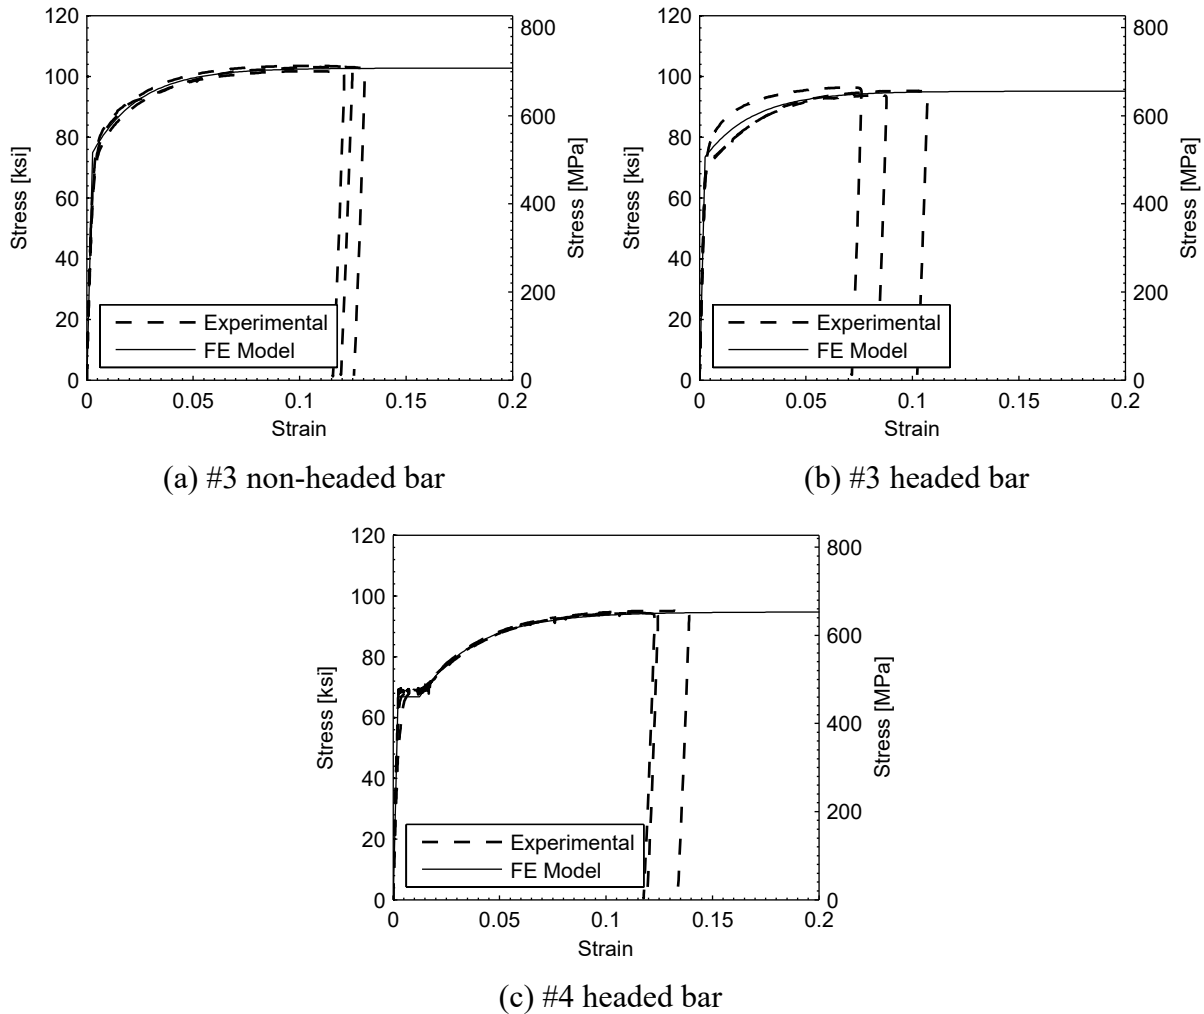 120
100
80
60
40
20
0
Stress [ksi]
800
600
400
200
0
Stress [MPa]
Experimental
FE Model
0 0.05 0.1 0.15 0.2
Strain
(a) #3 non-headed bar
120
100
80
60
40
20
0
Stress [ksi]
800
600
400
200
0
Stress [MPa]
Experimental
FE Model
0 0.05 0.1 0.15 0.2
Strain
(b) #3 headed bar
120
100
80
60
40
20
0
Stress [ksi]
800
600
400
200
0
Stress [MPa]
Experimental
FE Model
0 0.05 0.1 0.15 0.2
Strain
(c) #4 headed bar